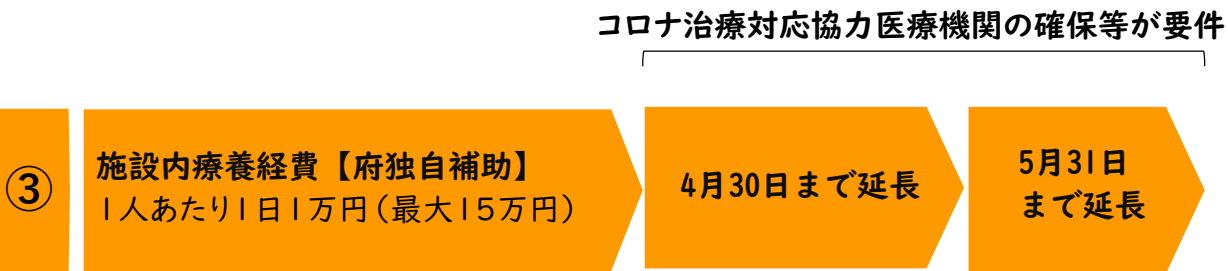 コロナ治療対応協力医療機関の確保等が要件
③
施設内療養経費【府独自補助】
1人あたり1日1万円(最大15万円)
4月30日まで延長
5月31日
まで延長